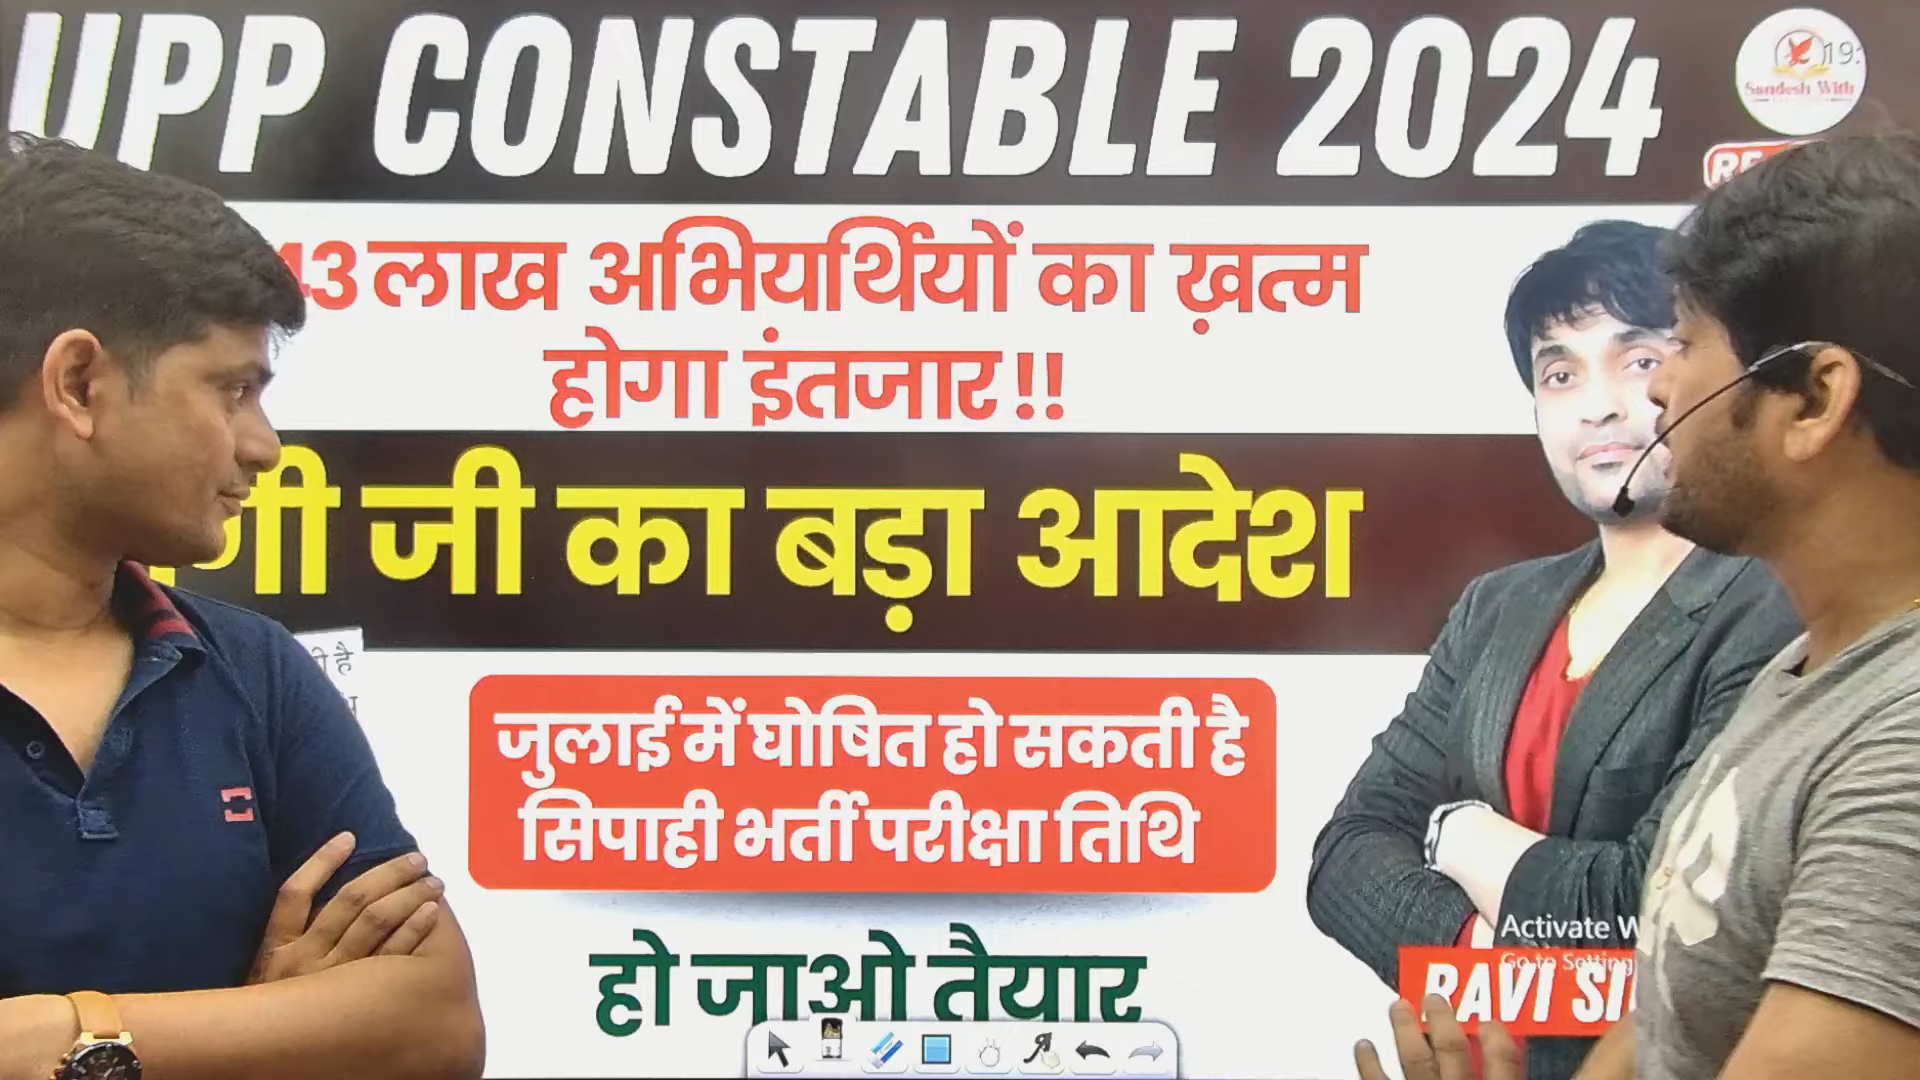 UPP CONSTABLE 2024
19:
Sandesh With
43 लाख अभियर्थियों का ख़त्म
होगा इंतजार!!
गी जी का बड़ा आदेश
जुलाई में घोषित हो सकती है
सिपाही भर्ती परीक्षा तिथि
हो जाओ तैयार
Activate W
Go to Setting
RAVI SI